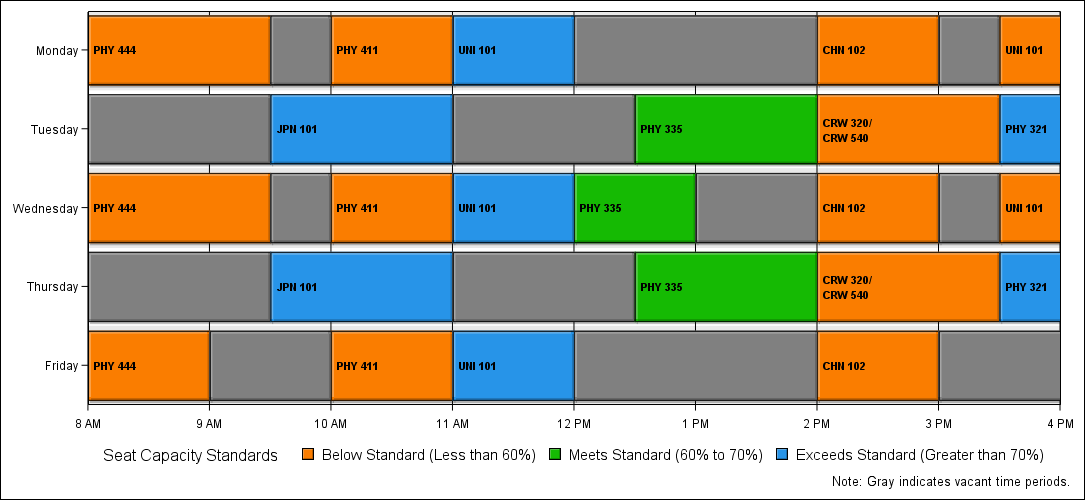 Monday
PHY 444
PHY 411
UNI 101
CHN 102
UNI 101
Tuesday
JPN 101
PHY 335
CRW 320/
CRW 540
PHY 321
Wednesday
PHY 444
PHY 411
UNI 101
PHY 335
CHN 102
UNI 101
Thursday
JPN 101
PHY 335
CRW 320/
CRW 540
PHY 321
Friday
PHY 444
PHY 411
UNI 101
CHN 102
8 AM 9 AM 10 AM 11 AM 12 PM 1 PM 2 PM 3 PM 4 PM
Seat Capacity Standards Below Standard (Less than 60%) Meets Standard (60% to 70%) Exceeds Standard (Greater than 70%)
Note: Gray indicates vacant time periods.